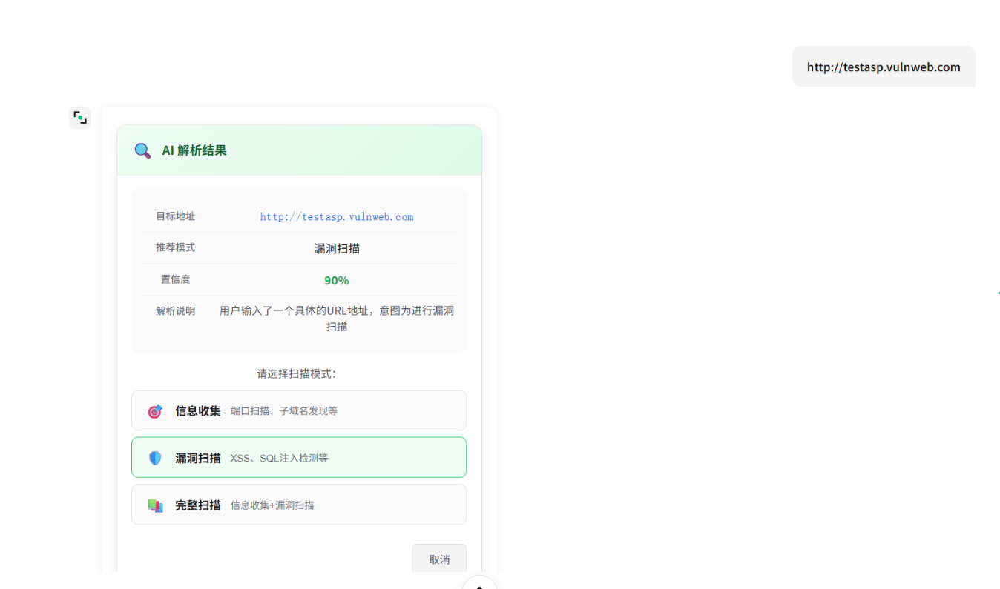 http://testasp.vulnweb.com
AI 解析结果
目标地址 http://testasp.vulnweb.com
推荐模式 漏洞扫描
置信度 90%
解析说明 用户输入了一个具体的URL地址，意图为进行漏洞
扫描
请选择扫描模式：
信息收集 端口扫描、子域名发现等
漏洞扫描 XSS、SQL注入检测等
完整扫描 信息收集+漏洞扫描
取消